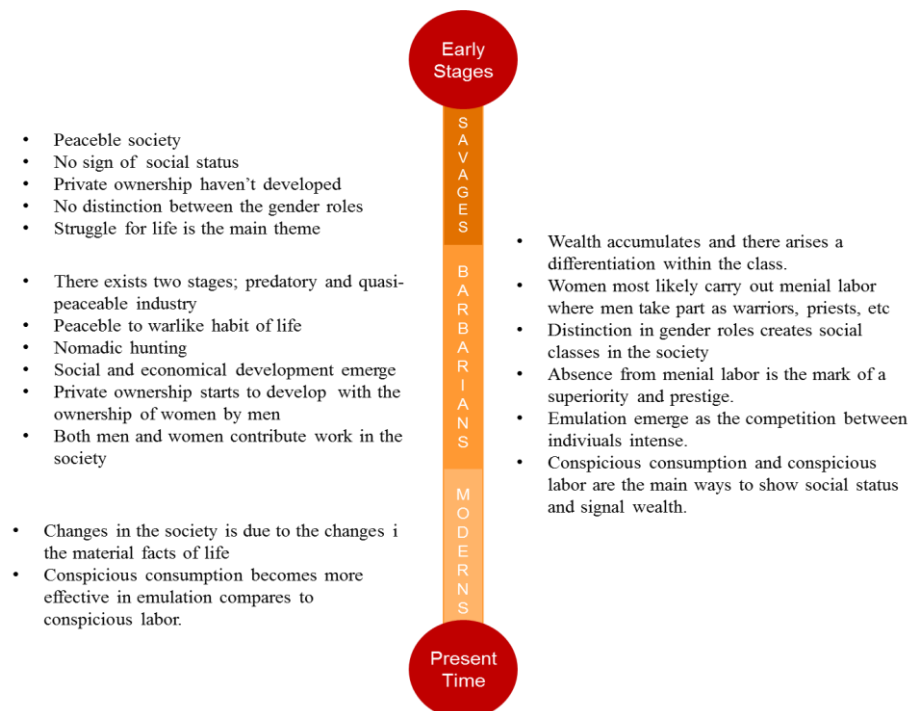 Early
Stages
SAVAGES
• Peaceble society
• No sign of social status
• Private ownership haven't developed
• No distinction between the gender roles
• Struggle for life is the main theme
BARBARIANS
• There exists two stages; predatory and quasi-
peaceable industry
• Peaceble to warlike habit of life
• Nomadic hunting
• Social and economical development emerge
• Private ownership starts to develop with the
ownership of women by men
• Both men and women contribute work in the
society
• Wealth accumulates and there arises a
differentiation within the class.
• Women most likely carry out menial labor
where men take part as warriors, priests, etc
• Distinction in gender roles creates social
classes in the society
• Absence from menial labor is the mark of a
superiority and prestige.
• Emulation emerge as the competition between
indiviuals intense.
• Conspicious consumption and conspicious
labor are the main ways to show social status
and signal wealth.
MODERNS
• Changes in the society is due to the changes i
the material facts of life
• Conspicious consumption becomes more
effective in emulation compares to
conspicious labor.
Present
Time